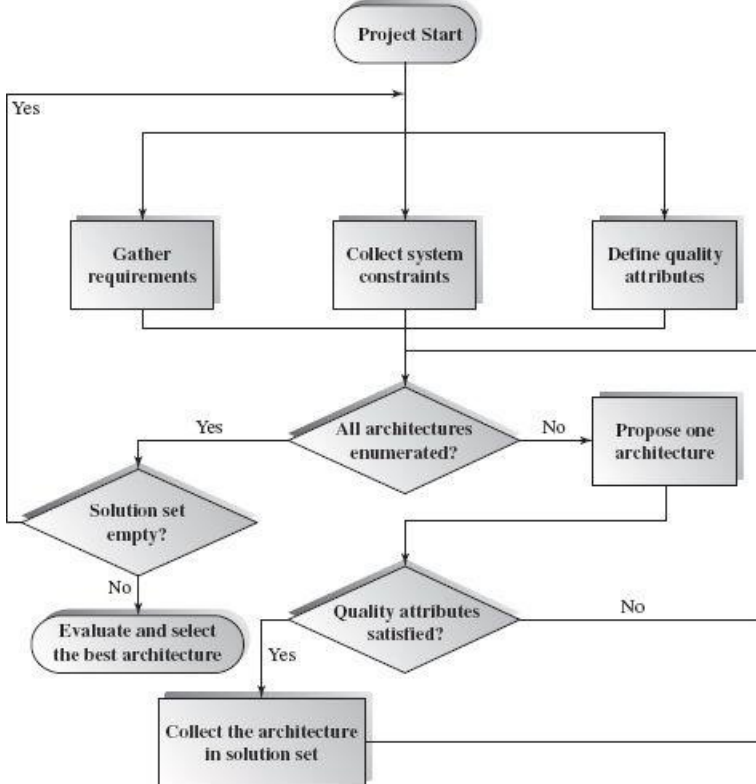 Project Start
Yes
Gather
requirements
Collect system
constraints
Define quality
attributes
Yes
All architectures
enumerated?
No
Propose one
architecture
Solution set
empty?
No
Quality attributes
satisfied?
No
Evaluate and select
the best architecture
Yes
Collect the architecture
in solution set